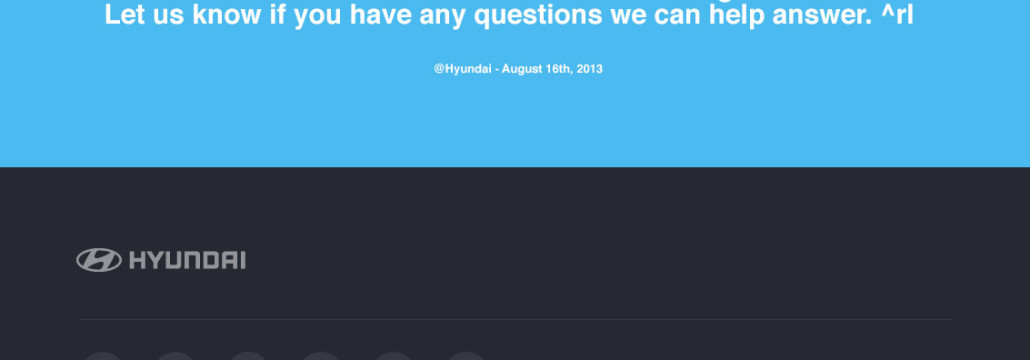 Let us know if you have any questions we can help answer. ^rl
@Hyundai - August 16th, 2013
HYUNDAI